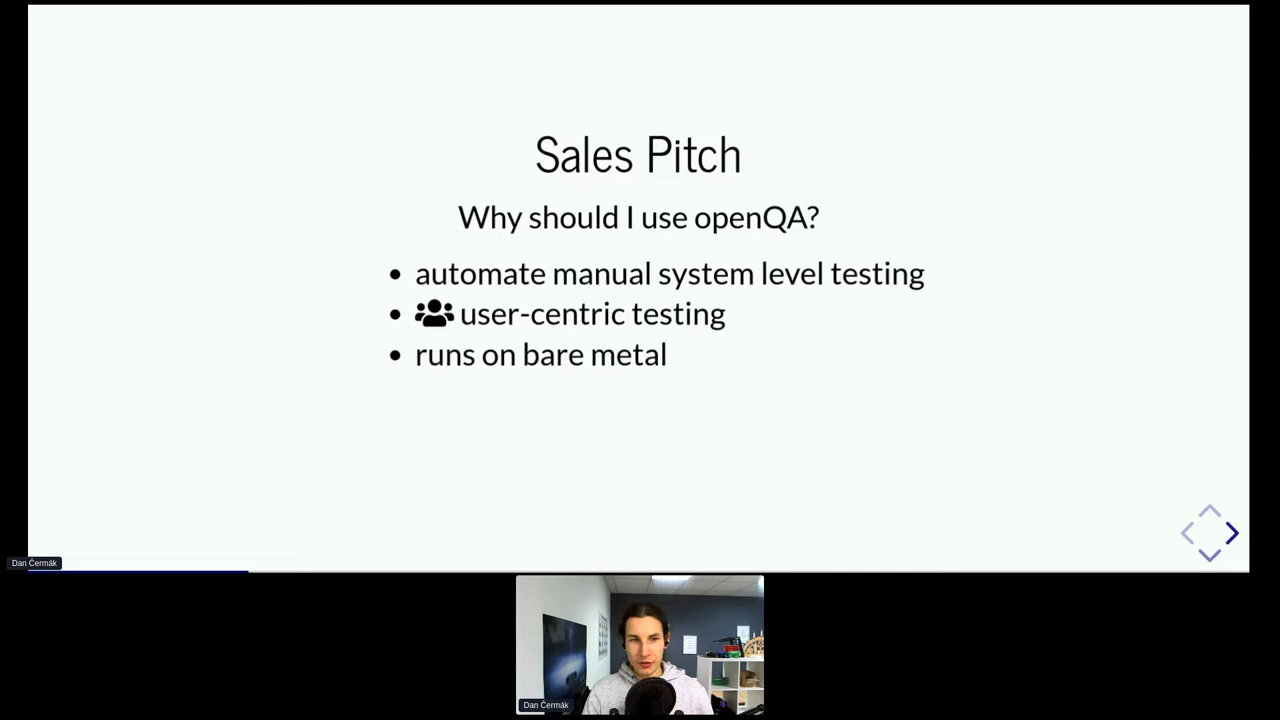 Sales Pitch
Why should I use openQA?
• automate manual system level testing
• user-centric testing
• runs on bare metal
Dan Čermák
Dan Čermák